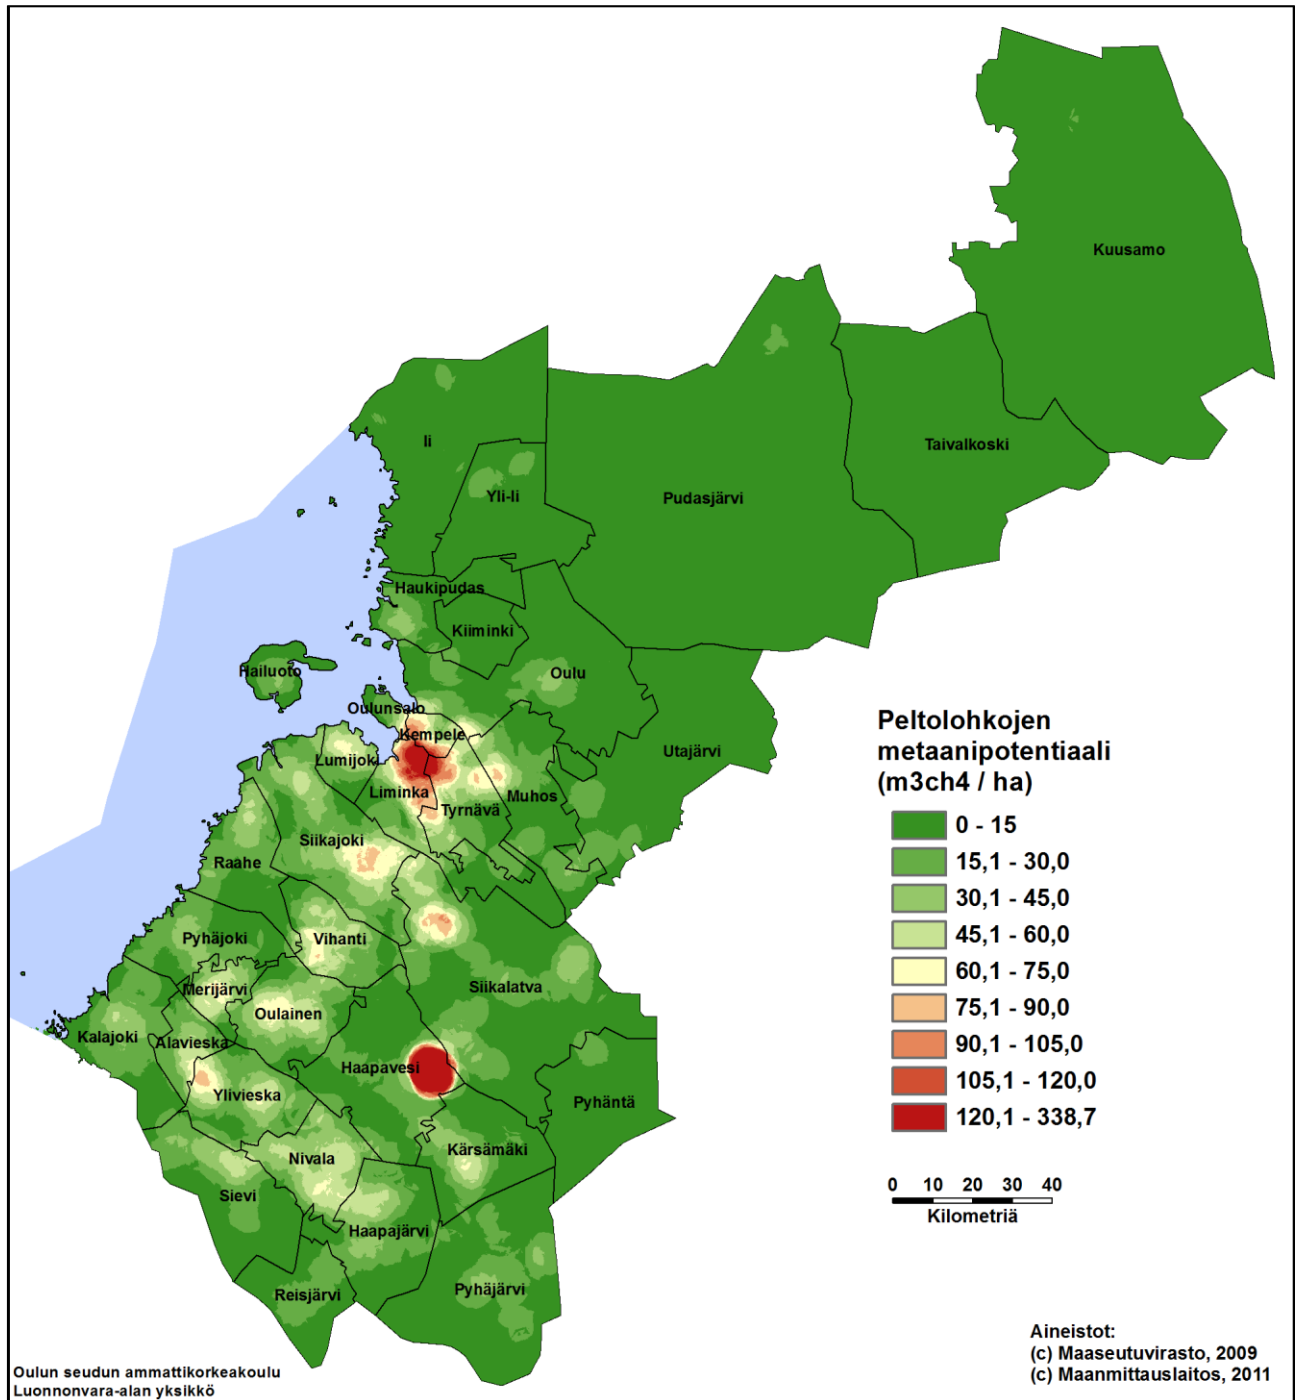 Kuusamo
Taivalkoski
Ii
Yli-Ii
Pudasjärvi
Haukipudas
Kiiminki
Hailuoto
Oulu
Oulunsalo
Kempele
Utajärvi
Lumijoki
Liminka
Muhos
Tyrnävä
Siikajoki
Raahe
Pyhäjoki
Vihanti
Merijärvi
Siikalatva
Oulainen
Kalajoki
Alavieska
Haapavesi
Ylivieska
Pyhäntä
Nivala
Kärsämäki
Sievi
Haapajärvi
Reisjärvi
Pyhäjärvi
Peltolohkojen
metaanipotentiaali
(m3ch4 / ha)
0 - 15
15,1 - 30,0
30,1 - 45,0
45,1 - 60,0
60,1 - 75,0
75,1 - 90,0
90,1 - 105,0
105,1 - 120,0
120,1 - 338,7
0 10 20 30 40
Kilometriä
Aineistot:
(c) Maaseutuvirasto, 2009
(c) Maanmittauslaitos, 2011
Oulun seudun ammattikorkeakoulu
Luonnonvara-alan yksikkö